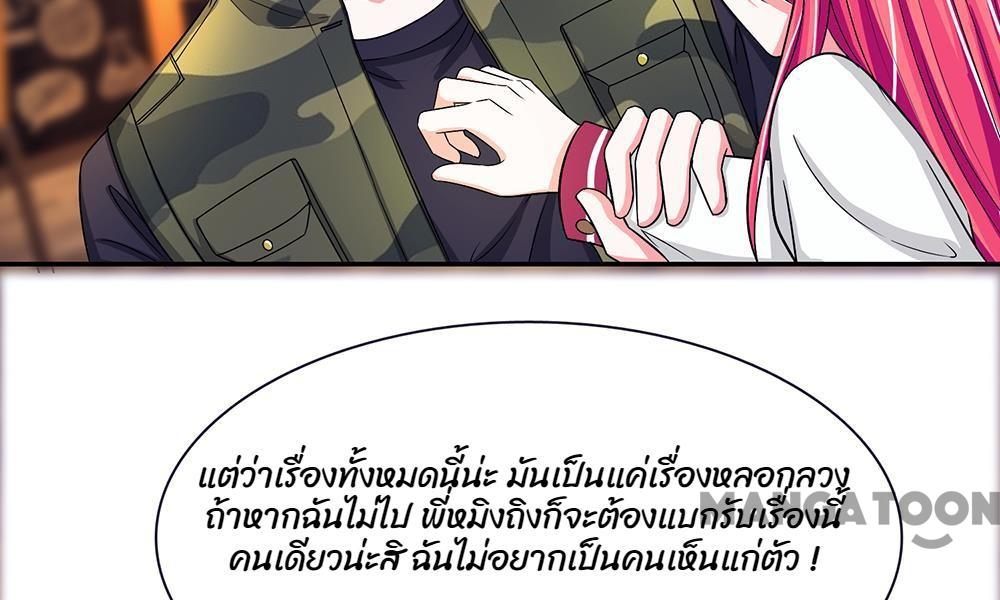 แต่ว่าเรื่องทั้งหมดนี้น่ะ มันเป็นแค่เรื่องหลอกลวง
ถ้าหากฉันไม่ไป พี่หมิงถิงก็จะต้องแบกรับเรื่องนี้
คนเดียวน่ะสิ ฉันไม่อยากเป็นคนเห็นแก่ตัว !
MANGATOON